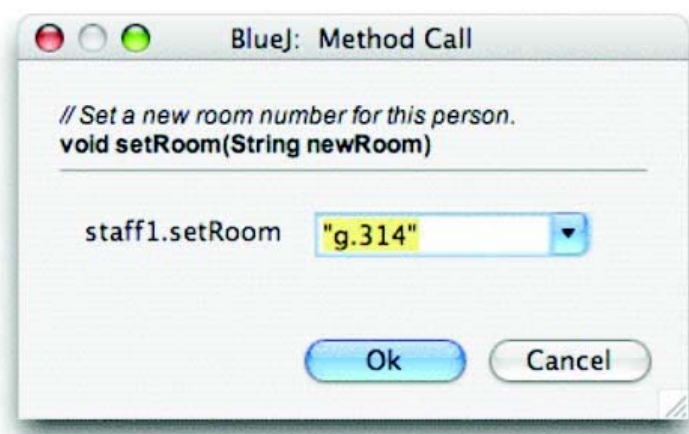 BlueJ: Method Call
// Set a new room number for this person.
void setRoom(String newRoom)
staff1.setRoom "g.314"
Ok Cancel